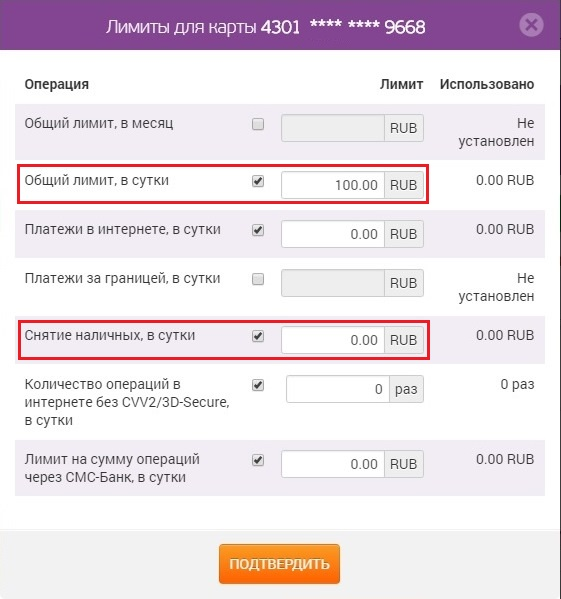 Лимиты для карты 4301 **** **** 9668
Операция Лимит Использовано
Общий лимит, в месяц RUB Не
установлен
Общий лимит, в сутки 100.00 RUB 0.00 RUB
Платежи в интернете, в сутки 0.00 RUB 0.00 RUB
Платежи за границей, в сутки RUB Не
установлен
Снятие наличных, в сутки 0.00 RUB 0.00 RUB
Количество операций в 0 раз 0 раз
интернете без CVV2/3D-Secure,
в сутки
Лимит на сумму операций 0.00 RUB 0.00 RUB
через СМС-Банк, в сутки
ПОДТВЕРДИТЬ